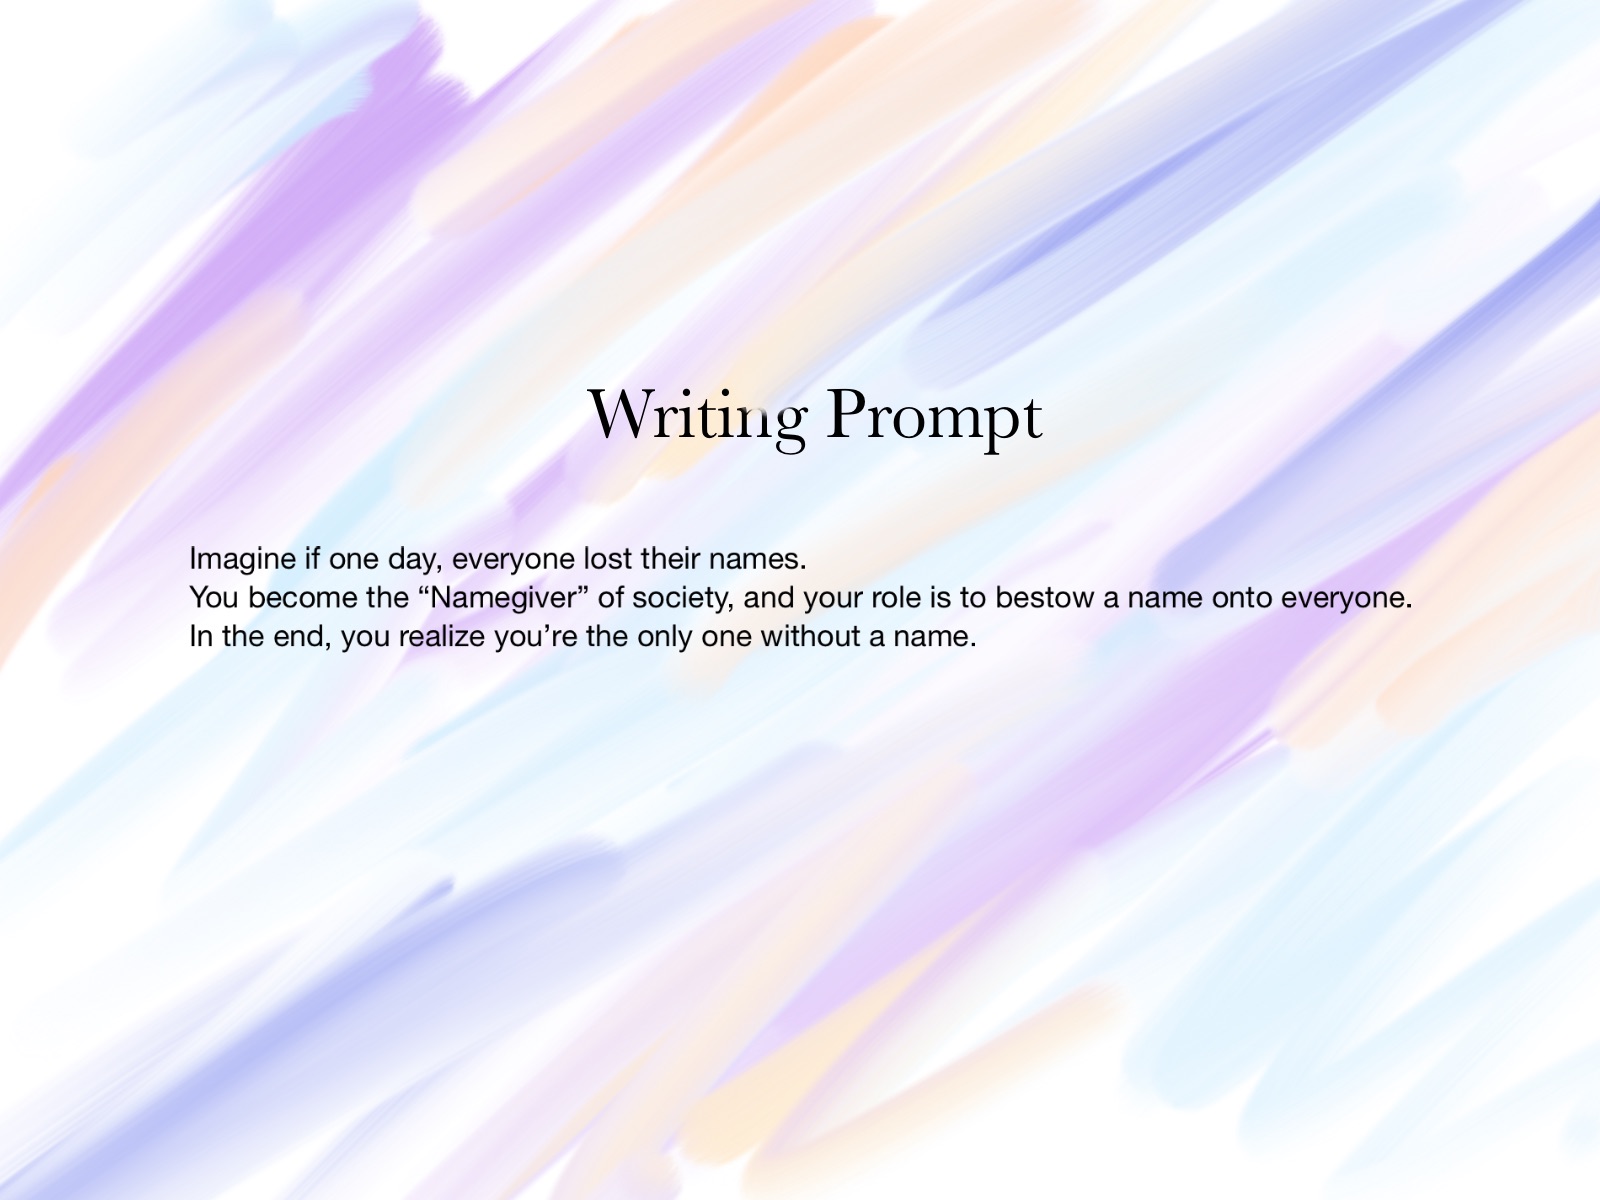 Writing Prompt
Imagine if one day, everyone lost their names.
You become the “Namegiver” of society, and your role is to bestow a name onto everyone.
In the end, you realize you’re the only one without a name.